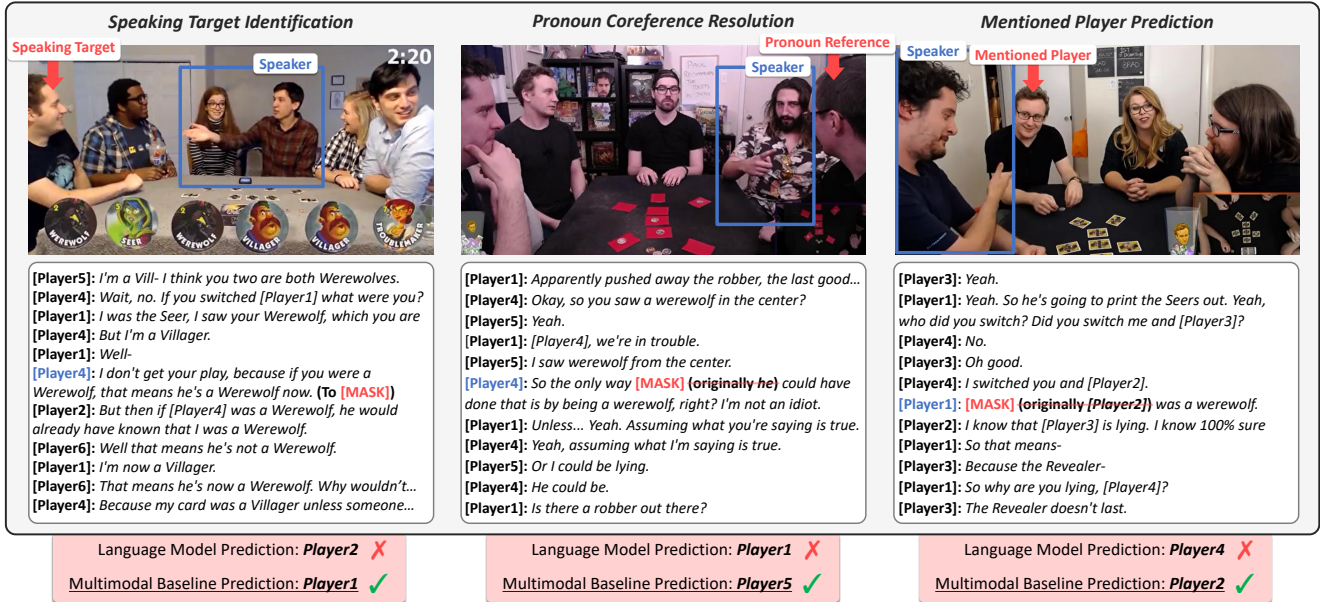 Speaking Target Identification
Speaking Target
Speaker
2:20
WEREWOLF
SEER
WEREWOLF
VILLAGER
VILLAGER
TROUBLEMAKER
[Player5]: I'm a Vill- I think you two are both Werewolves.
[Player4]: Wait, no. If you switched [Player1] what were you?
[Player1]: I was the Seer, I saw your Werewolf, which you are
[Player4]: But I'm a Villager.
[Player1]: Well-
[Player4]: I don't get your play, because if you were a
Werewolf, that means he's a Werewolf now. (To [MASK])
[Player2]: But then if [Player4] was a Werewolf, he would
already have known that I was a Werewolf.
[Player6]: Well that means he's not a Werewolf.
[Player1]: I'm now a Villager.
[Player6]: That means he's now a Werewolf. Why wouldn't...
[Player4]: Because my card was a Villager unless someone...
Language Model Prediction: Player2 ✗
Multimodal Baseline Prediction: Player1 ✓
Pronoun Coreference Resolution
Pronoun Reference
Speaker
[Player1]: Apparently pushed away the robber, the last good...
[Player4]: Okay, so you saw a werewolf in the center?
[Player5]: Yeah.
[Player1]: [Player4], we're in trouble.
[Player5]: I saw werewolf from the center.
[Player4]: So the only way [MASK] (originally he) could have
done that is by being a werewolf, right? I'm not an idiot.
[Player1]: Unless... Yeah. Assuming what you're saying is true.
[Player4]: Yeah, assuming what I'm saying is true.
[Player5]: Or I could be lying.
[Player4]: He could be.
[Player1]: Is there a robber out there?
Language Model Prediction: Player1 ✗
Multimodal Baseline Prediction: Player5 ✓
Mentioned Player Prediction
Speaker
Mentioned Player
[Player3]: Yeah.
[Player1]: Yeah. So he's going to print the Seers out. Yeah,
who did you switch? Did you switch me and [Player3]?
[Player4]: No.
[Player3]: Oh good.
[Player4]: I switched you and [Player2].
[Player1]: [MASK] (originally [Player2]) was a werewolf.
[Player2]: I know that [Player3] is lying. I know 100% sure
[Player1]: So that means-
[Player3]: Because the Revealer-
[Player1]: So why are you lying, [Player4]?
[Player3]: The Revealer doesn't last.
Language Model Prediction: Player4 ✗
Multimodal Baseline Prediction: Player2 ✓